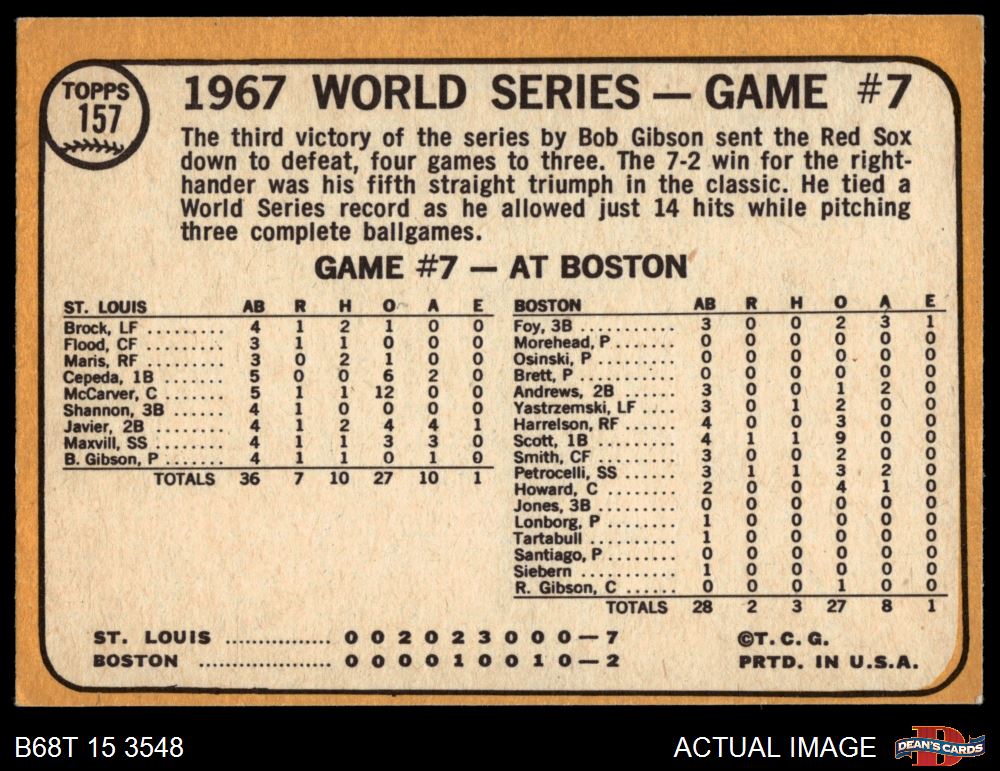 TOPPS
157
1967 WORLD SERIES — GAME #7
The third victory of the series by Bob Gibson sent the Red Sox
down to defeat, four games to three. The 7-2 win for the right-
hander was his fifth straight triumph in the classic. He tied a
World Series record as he allowed just 14 hits while pitching
three complete ballgames.
GAME #7 — AT BOSTON
ST. LOUIS AB R H O A E
Brock, LF ......... 4 1 2 1 0 0
Flood, CF ......... 3 1 1 0 0 0
Maris, RF ......... 3 0 2 1 0 0
Cepeda, 1B ....... 5 0 0 6 2 0
McCarver, C ...... 5 1 1 12 0 0
Shannon, 3B ...... 4 1 0 0 0 0
Javier, 2B ........ 4 1 2 4 4 1
Maxvill, SS ....... 4 1 1 3 3 0
B. Gibson, P ...... 4 1 1 0 1 0
TOTALS 36 7 10 27 10 1
BOSTON AB R H O A E
Foy, 3B ........... 3 0 0 2 3 1
Morehead, P ....... 0 0 0 0 0 0
Osinski, P ........ 0 0 0 0 0 0
Brett, P .......... 0 0 0 0 0 0
Andrews, 2B ....... 3 0 0 1 2 0
Yastrzemski, LF .... 3 0 1 2 0 0
Harrelson, RF ...... 4 0 0 3 0 0
Scott, 1B ......... 4 1 1 9 0 0
Smith, CF ......... 3 0 0 2 0 0
Petrocelli, SS ...... 3 1 1 3 2 0
Howard, C ......... 2 0 0 4 1 0
Jones, 3B ......... 0 0 0 0 0 0
Lonborg, P ........ 1 0 0 0 0 0
Tartabull .......... 1 0 0 0 0 0
Santiago, P ........ 0 0 0 0 0 0
Siebern ........... 1 0 0 0 0 0
R. Gibson, C ...... 0 0 0 1 0 0
TOTALS 28 2 3 27 8 1
ST. LOUIS .............. 0 0 2 0 2 3 0 0 0 — 7
BOSTON ................. 0 0 0 0 1 0 0 1 0 — 2
©T. C. G.
PRTD. IN U.S.A.
B68T 15 3548
ACTUAL IMAGE
DEAN'S CARDS